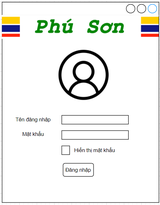 Phú Sơn
Tên đăng nhập
Mật khẩu
Hiển thị mật khẩu
Đăng nhập